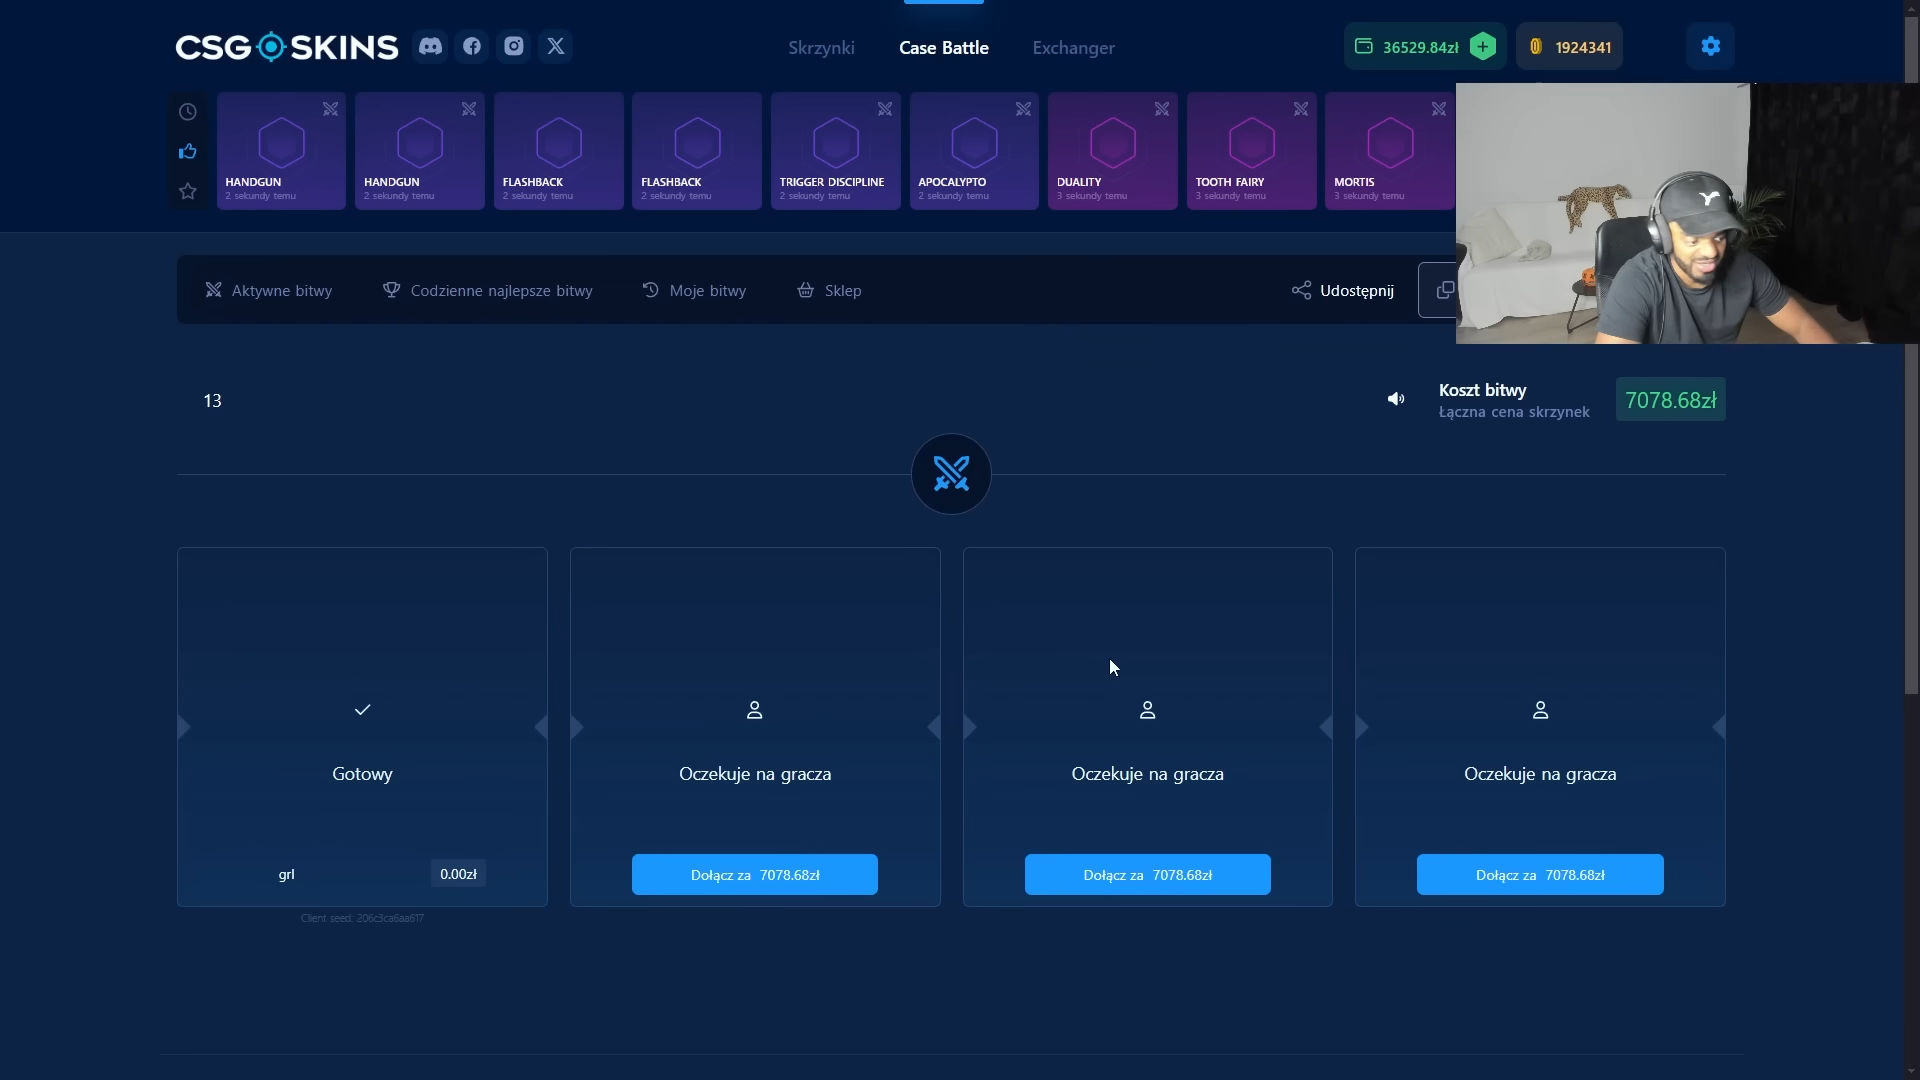 CSG SKINS
Skrzynki
Case Battle
Exchanger
36529.84zł
1924341
HANDGUN
2 sekundy temu
HANDGUN
2 sekundy temu
FLASHBACK
2 sekundy temu
FLASHBACK
2 sekundy temu
TRIGGER DISCIPLINE
2 sekundy temu
APOCALYPTO
2 sekundy temu
DUALITY
3 sekundy temu
TOOTH FAIRY
3 sekundy temu
MORTIS
3 sekundy temu
Aktywne bitwy
Codzienne najlepsze bitwy
Moje bitwy
Sklep
Udostępnij
13
Koszt bitwy
Łączna cena skrzynek
7078.68zł
Gotowy
Oczekuje na gracza
Oczekuje na gracza
Oczekuje na gracza
grl
0.00zł
Dołącz za 7078.68zł
Dołącz za 7078.68zł
Dołącz za 7078.68zł
Client seed: 206c3ca6aa617